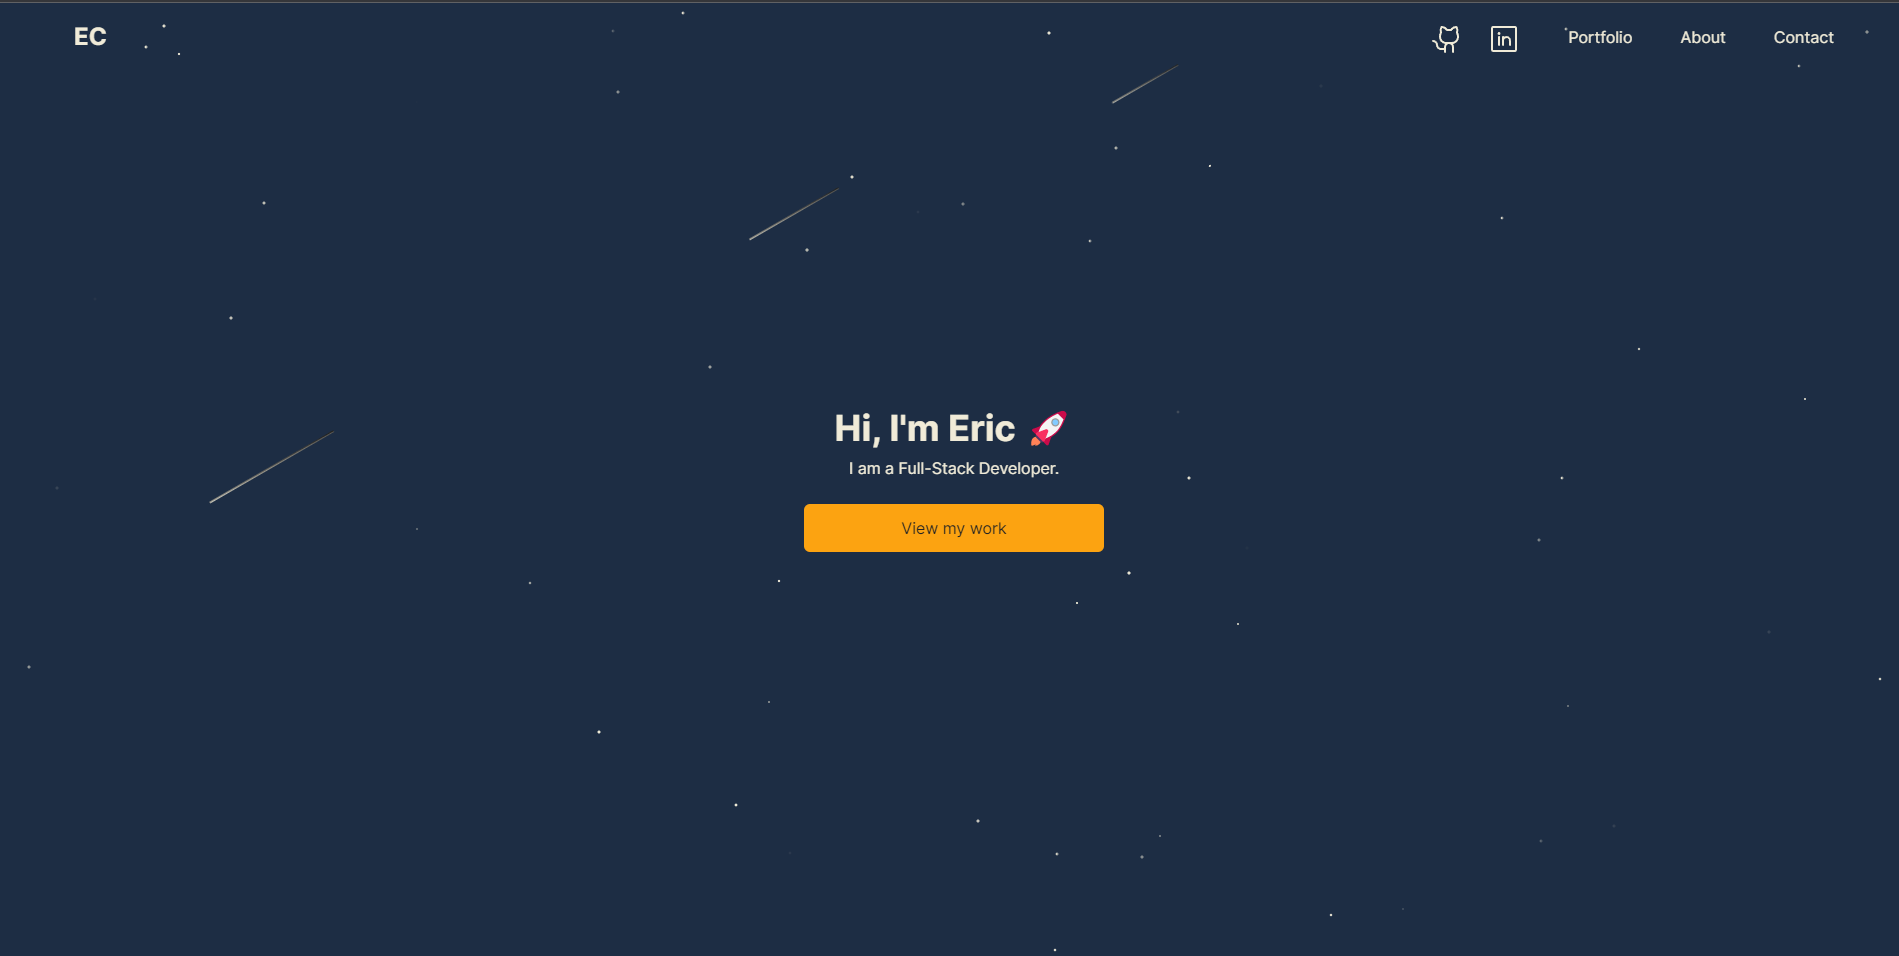 EC
in
Portfolio
About
Contact
Hi, I'm Eric 🚀
I am a Full-Stack Developer.
View my work